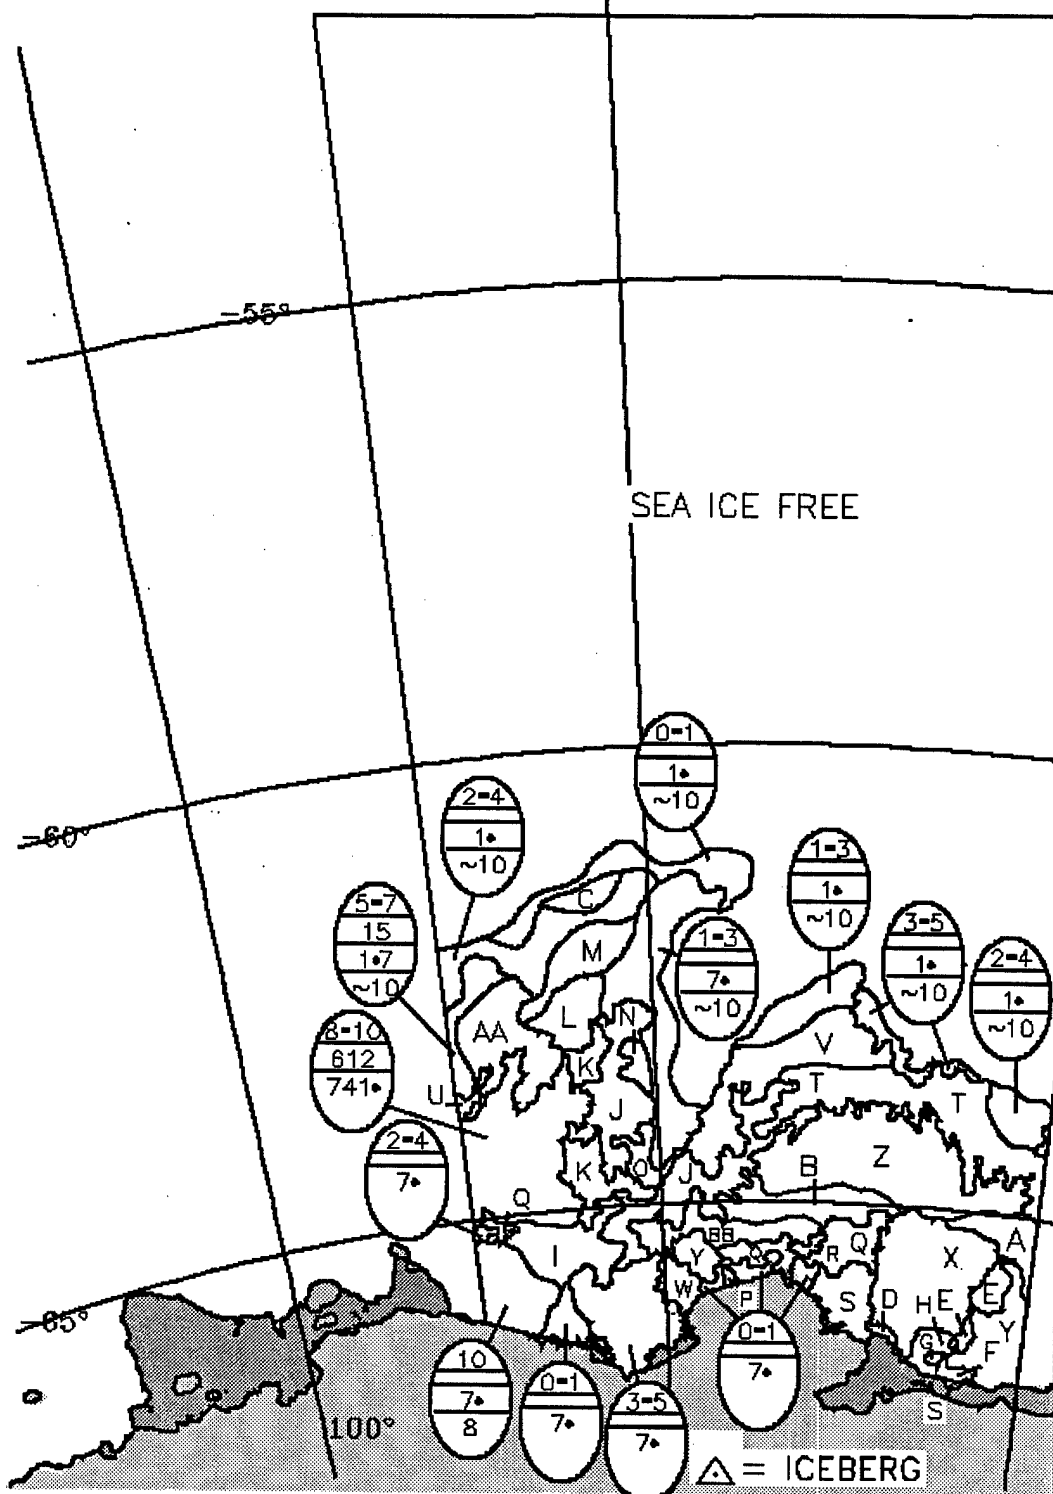 -55°
SEA ICE FREE
0-1
1•
~10
-60°
2-4
1•
~10
1-3
1•
~10
C
5-7
15
1•7
~10
3-5
1•
~10
M
1-3
7•
~10
2-4
1•
~10
8-10
612
741•
AA
L
N
V
K
U
J
T
T
2-4
7•
K
O
J
B
Z
Q
BB
I
Y
Q
R
Q
X
A
W
P
S
D
H
E
E
Y
-65°
G
F
10
7•
8
0-1
7•
3-5
7•
0-1
7•
S
100°
= ICEBERG